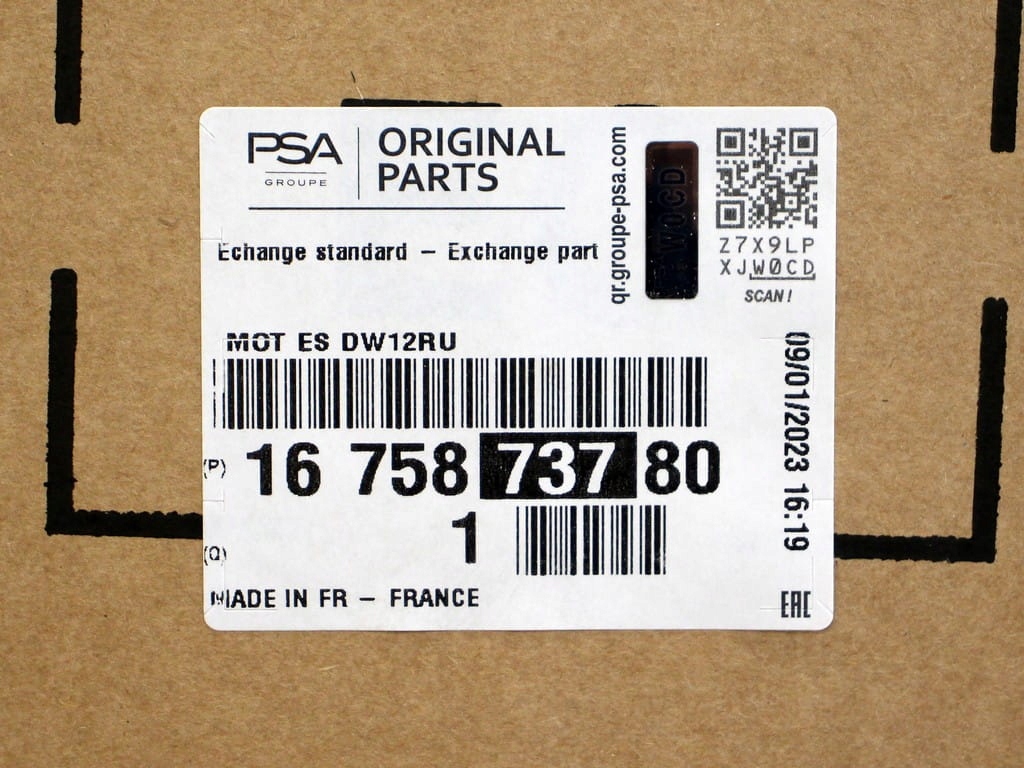 PSA
GROUPE
ORIGINAL
PARTS
Echange standard – Exchange part
qr.groupe-psa.com
W0CD
Z7X9LP
XJW0CD
SCAN!
MOT ES DW12RU
(P) 16 758 737 80
(Q) 1
09/01/2023 16:19
MADE IN FR – FRANCE
EAC